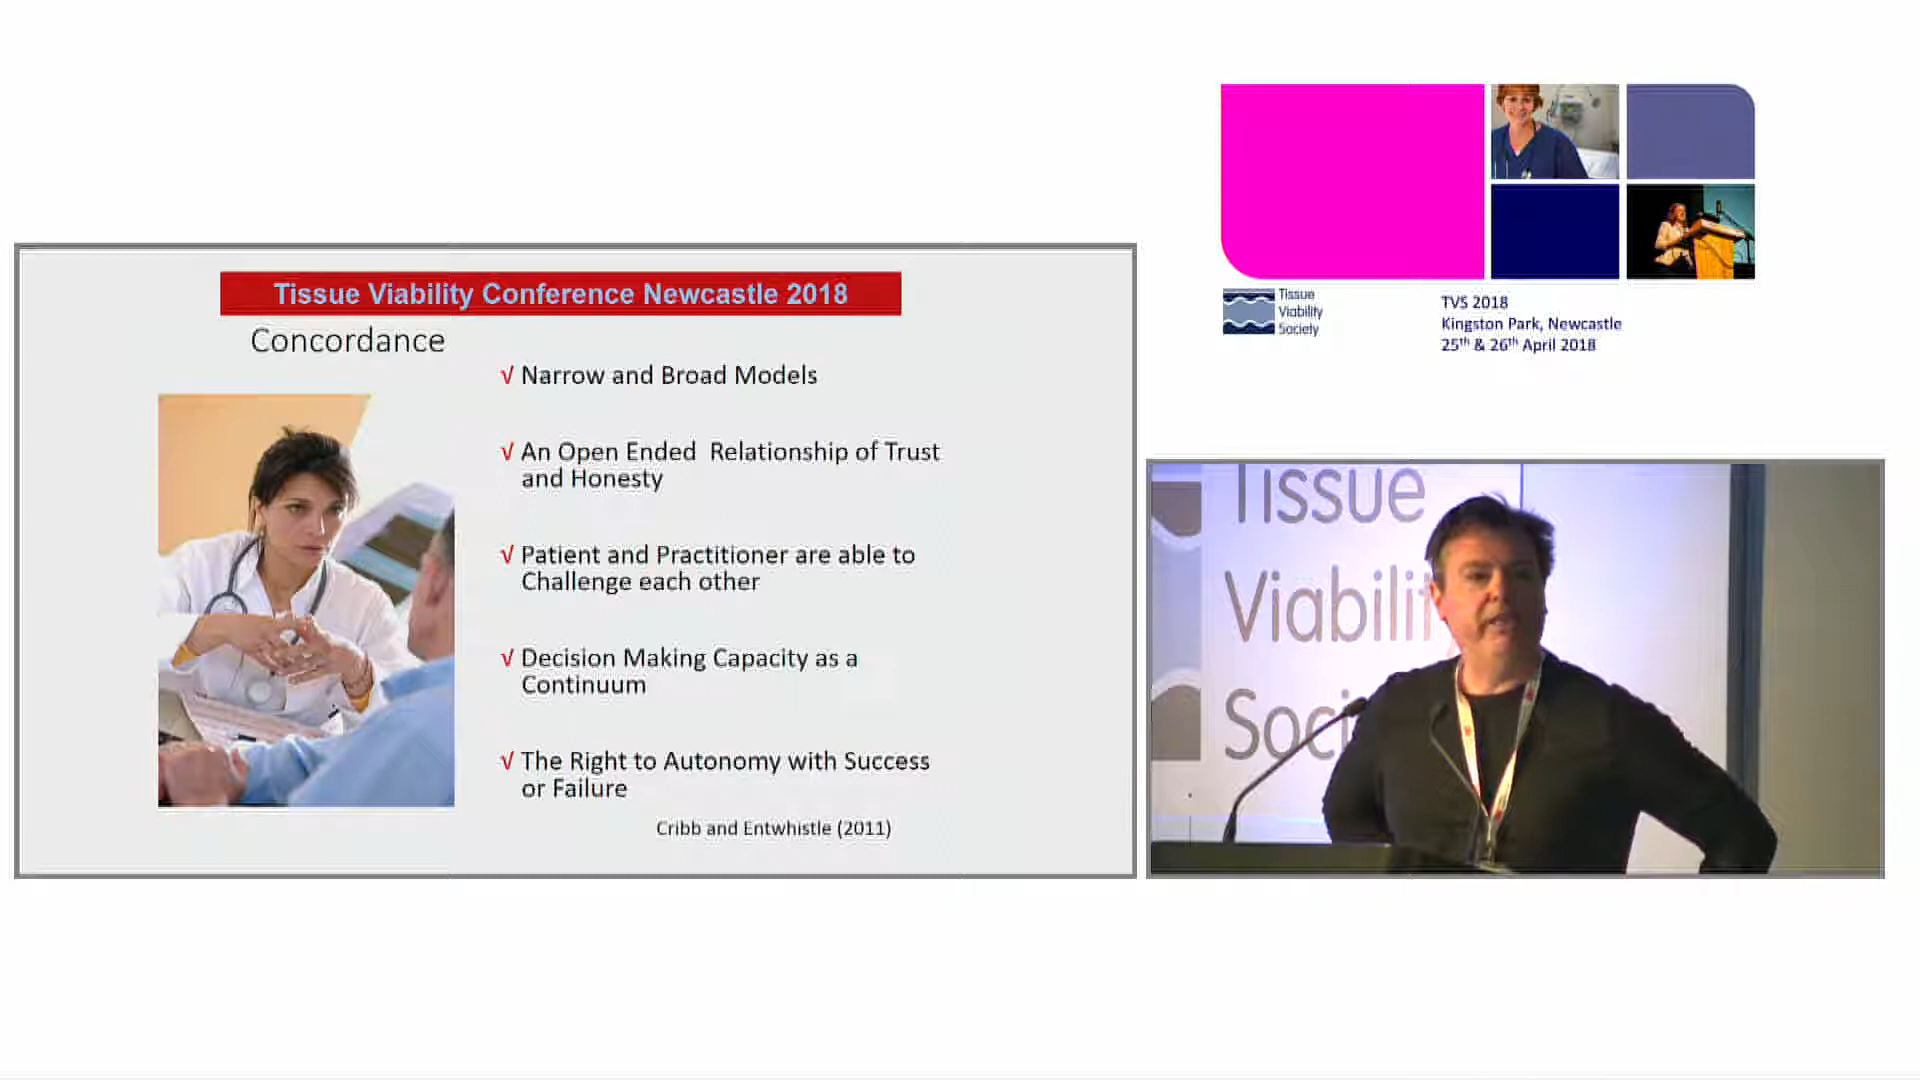 Tissue Viability Conference Newcastle 2018
Concordance
√ Narrow and Broad Models
√ An Open Ended Relationship of Trust
and Honesty
√ Patient and Practitioner are able to
Challenge each other
√ Decision Making Capacity as a
Continuum
√ The Right to Autonomy with Success
or Failure
Cribb and Entwhistle (2011)
Tissue
Viability
Society
TVS 2018
Kingston Park, Newcastle
25th & 26th April 2018
Tissue
Viabilit
Soci